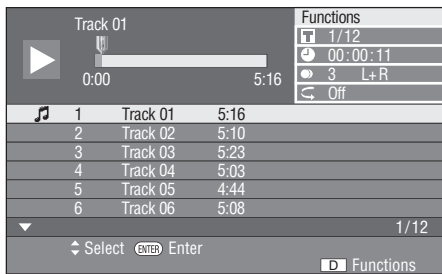 Track 01
0:00 5:16
Functions
T 1/12
00:00:11
3 L+R
Off
1 Track 01 5:16
2 Track 02 5:10
3 Track 03 5:23
4 Track 04 5:03
5 Track 05 4:44
6 Track 06 5:08
1/12
Select ENTER Enter
D Functions